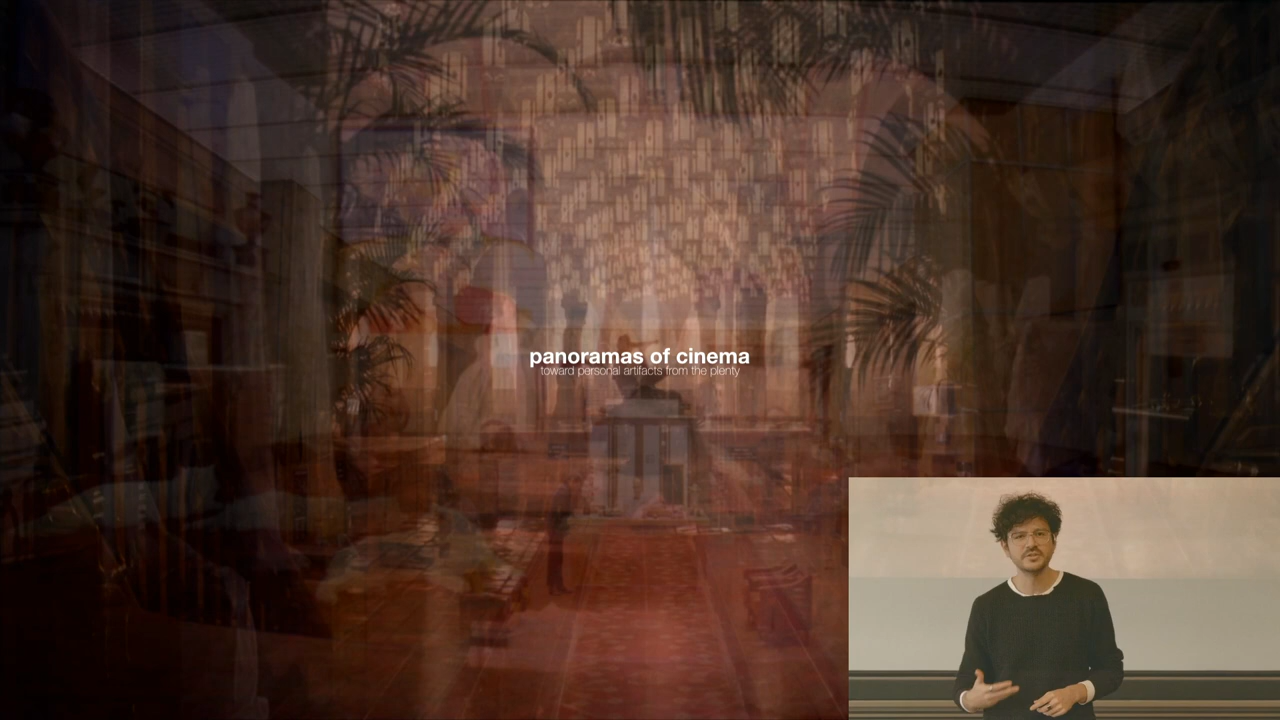 panoramas of cinema
toward personal artifacts from the plenty